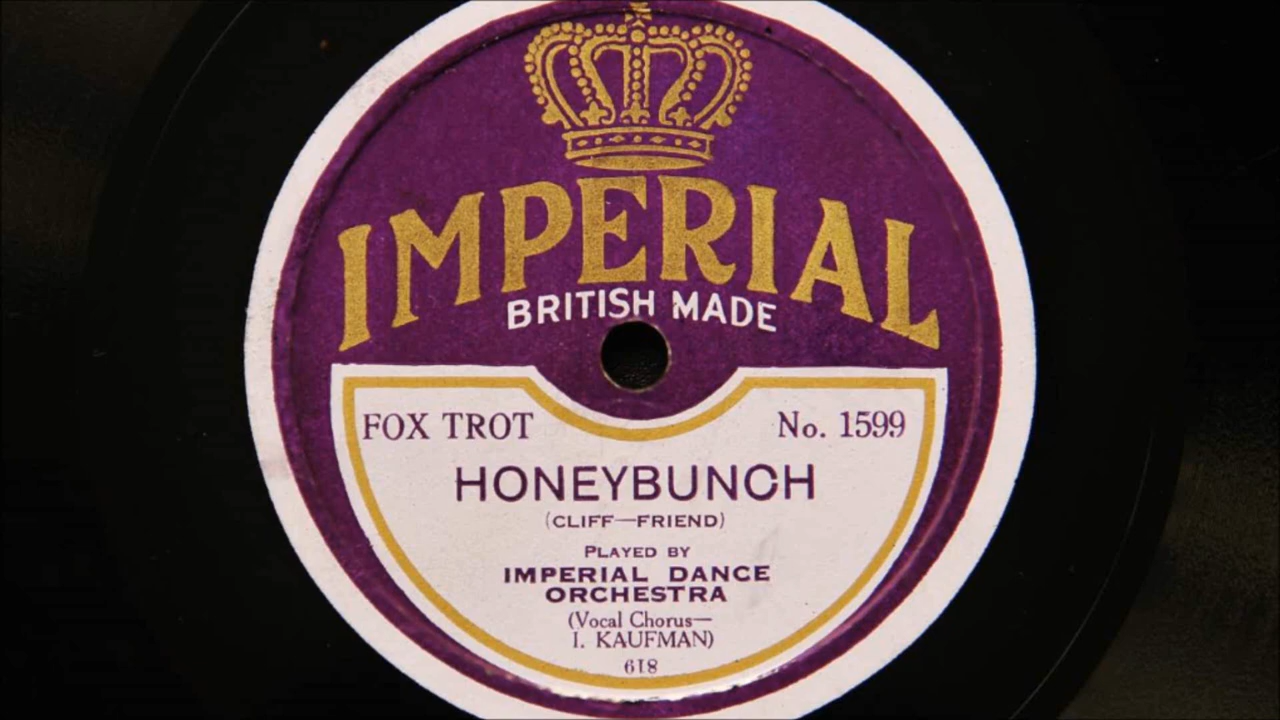 IMPERIAL
BRITISH MADE
FOX TROT No. 1599
HONEYBUNCH
(CLIFF—FRIEND)
PLAYED BY
IMPERIAL DANCE
ORCHESTRA
(Vocal Chorus—
I. KAUFMAN)
618